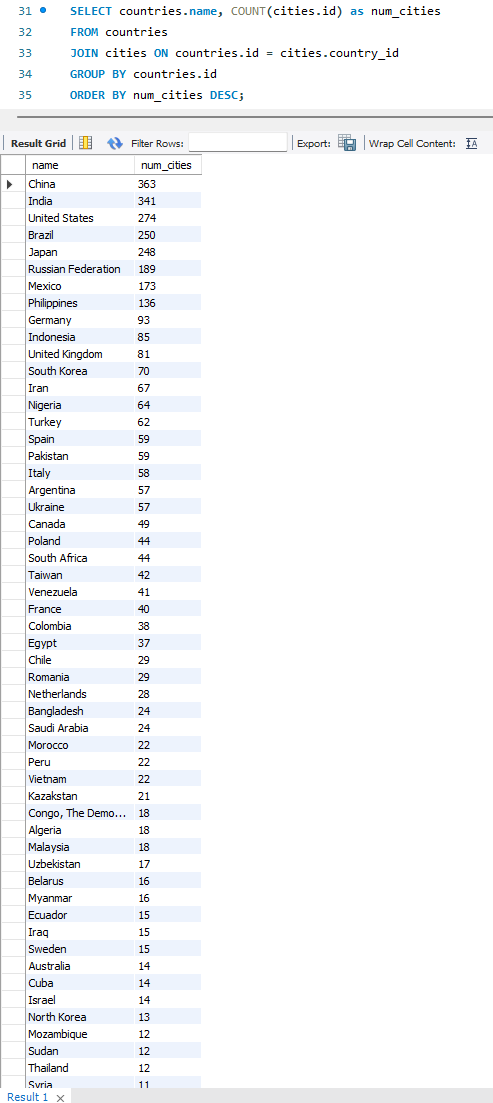 31 SELECT countries.name, COUNT(cities.id) as num_cities
32 FROM countries
33 JOIN cities ON countries.id = cities.country_id
34 GROUP BY countries.id
35 ORDER BY num_cities DESC;
Result Grid Filter Rows: Export: Wrap Cell Content:
name num_cities
China 363
India 341
United States 274
Brazil 250
Japan 248
Russian Federation 189
Mexico 173
Philippines 136
Germany 93
Indonesia 85
United Kingdom 81
South Korea 70
Iran 67
Nigeria 64
Turkey 62
Spain 59
Pakistan 59
Italy 58
Argentina 57
Ukraine 57
Canada 49
Poland 44
South Africa 44
Taiwan 42
Venezuela 41
France 40
Colombia 38
Egypt 37
Chile 29
Romania 29
Netherlands 28
Bangladesh 24
Saudi Arabia 24
Morocco 22
Peru 22
Vietnam 22
Kazakstan 21
Congo, The Demo... 18
Algeria 18
Malaysia 18
Uzbekistan 17
Belarus 16
Myanmar 16
Ecuador 15
Iraq 15
Sweden 15
Australia 14
Cuba 14
Israel 14
North Korea 13
Mozambique 12
Sudan 12
Thailand 12
Syria 11
Result 1